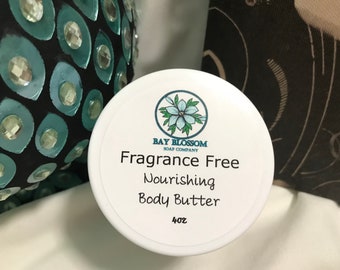 BAY BLOSSOM
SOAP COMPANY
Fragrance Free
Nourishing
Body Butter
4oz